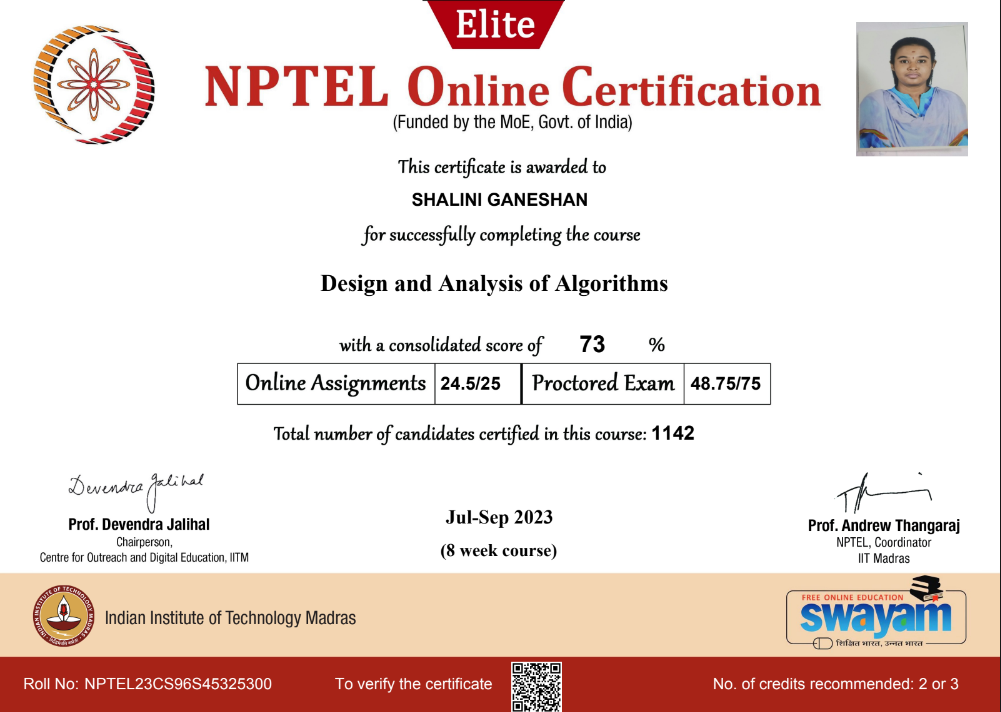 Elite
NPTEL Online Certification
(Funded by the MoE, Govt. of India)
This certificate is awarded to
SHALINI GANESHAN
for successfully completing the course
Design and Analysis of Algorithms
with a consolidated score of 73 %
Online Assignments 24.5/25 Proctored Exam 48.75/75
Total number of candidates certified in this course: 1142
Devendra Jalihal
Prof. Devendra Jalihal
Chairperson,
Centre for Outreach and Digital Education, IITM
Jul-Sep 2023
(8 week course)
Prof. Andrew Thangaraj
NPTEL, Coordinator
IIT Madras
INDIAN INSTITUTE OF TECHNOLOGY MADRAS
Indian Institute of Technology Madras
FREE ONLINE EDUCATION
swayam
शिक्षित भारत, उन्नत भारत
Roll No: NPTEL23CS96S45325300
To verify the certificate
No. of credits recommended: 2 or 3